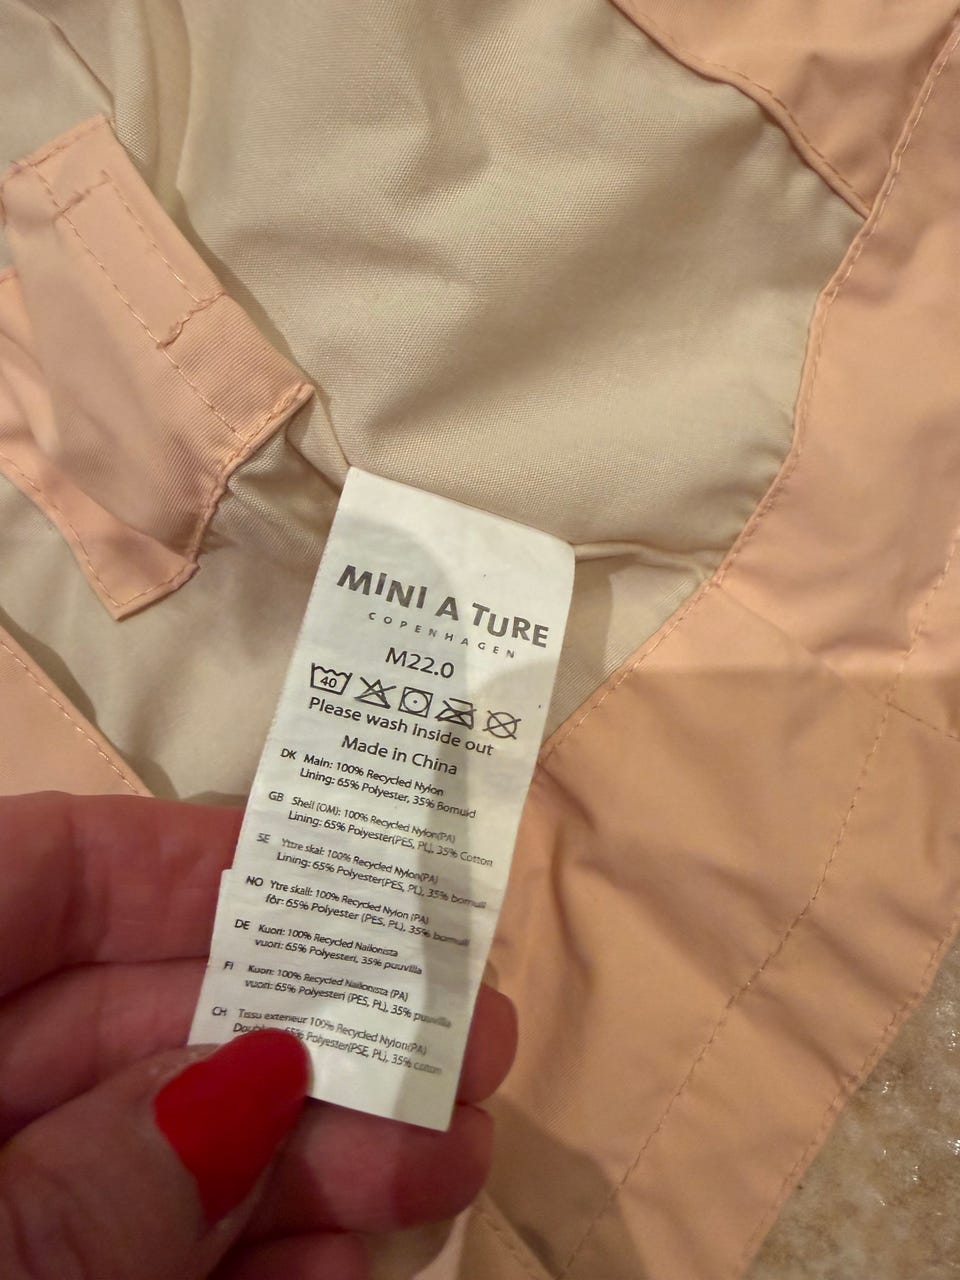 MINI A TURE
COPENHAGEN
M22.0
40
Please wash inside out
Made in China
DK Main: 100% Recycled Nylon
Lining: 65% Polyester, 35% Bomuld
GB Shell (OM): 100% Recycled Nylon(PA)
Lining: 65% Polyester(PES, PL), 35% Cotton
SE Yttre skal: 100% Recycled Nylon(PA)
Lining: 65% Polyester(PES, PL), 35% bomull
NO Ytre skall: 100% Recycled Nylon (PA)
fôr: 65% Polyester (PES, PL), 35% bomull
DE Kuori: 100% Recycled Nailonista
vuori: 65% Polyesteri, 35% puuvilla
FI Kuori: 100% Recycled Nailonista (PA)
vuori: 65% Polyesteri (PES, PL), 35% puuvilla
CH Tissu exterieur 100% Recycled Nylon(PA)
65% Polyester(PSE, PL), 35% cotton